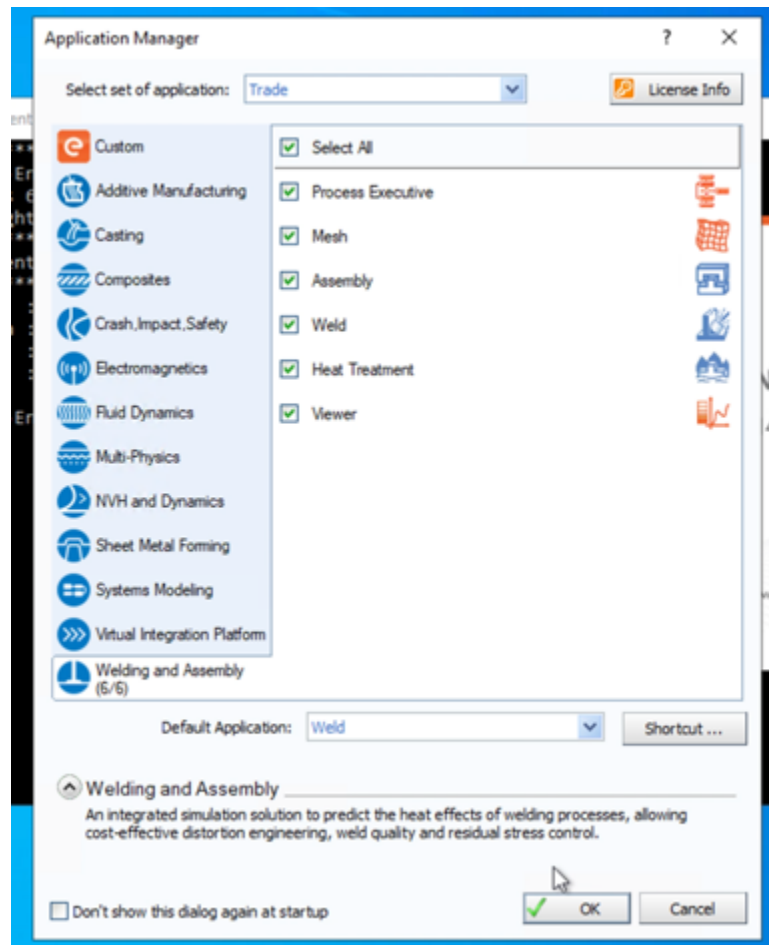 Application Manager
?
Select set of application: Trade
License Info
Custom
Additive Manufacturing
Casting
Composites
Crash,Impact,Safety
Electromagnetics
Fluid Dynamics
Multi-Physics
NVH and Dynamics
Sheet Metal Forming
Systems Modeling
Virtual Integration Platform
Welding and Assembly
(6/6)
Select All
Process Executive
Mesh
Assembly
Weld
Heat Treatment
Viewer
Default Application: Weld
Shortcut ...
Welding and Assembly
An integrated simulation solution to predict the heat effects of welding processes, allowing
cost-effective distortion engineering, weld quality and residual stress control.
Don't show this dialog again at startup
OK
Cancel